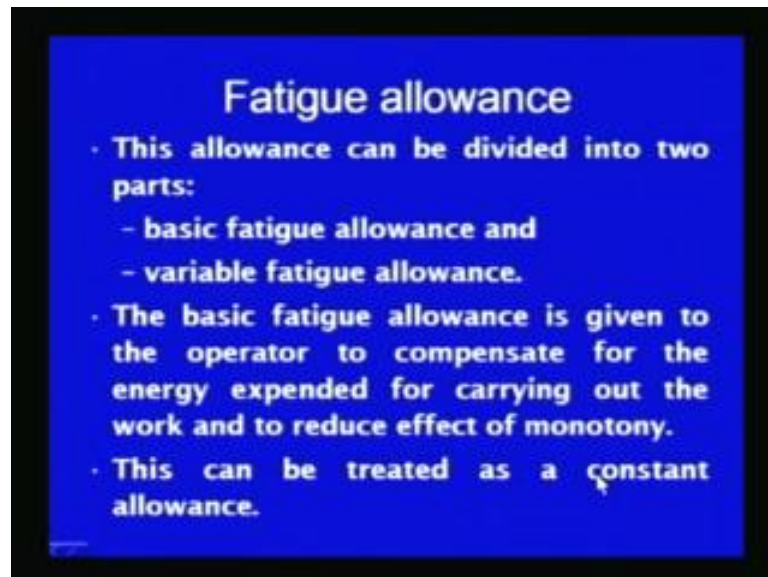 Fatigue allowance
· This allowance can be divided into two
parts:
– basic fatigue allowance and
– variable fatigue allowance.
· The basic fatigue allowance is given to
the operator to compensate for the
energy expended for carrying out the
work and to reduce effect of monotony.
· This can be treated as a constant
allowance.